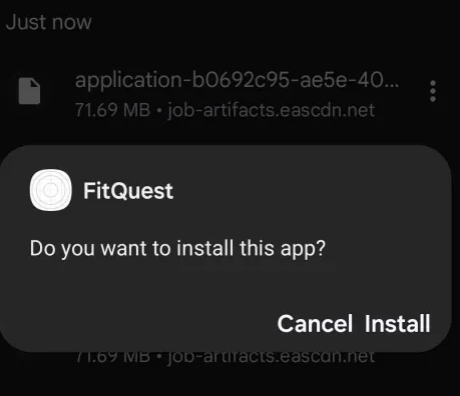 Just now
application-b0692c95-ae5e-40...
71.69 MB • job-artifacts.eascdn.net
FitQuest
Do you want to install this app?
Cancel Install
71.69 MB • job-artifacts.eascdn.net